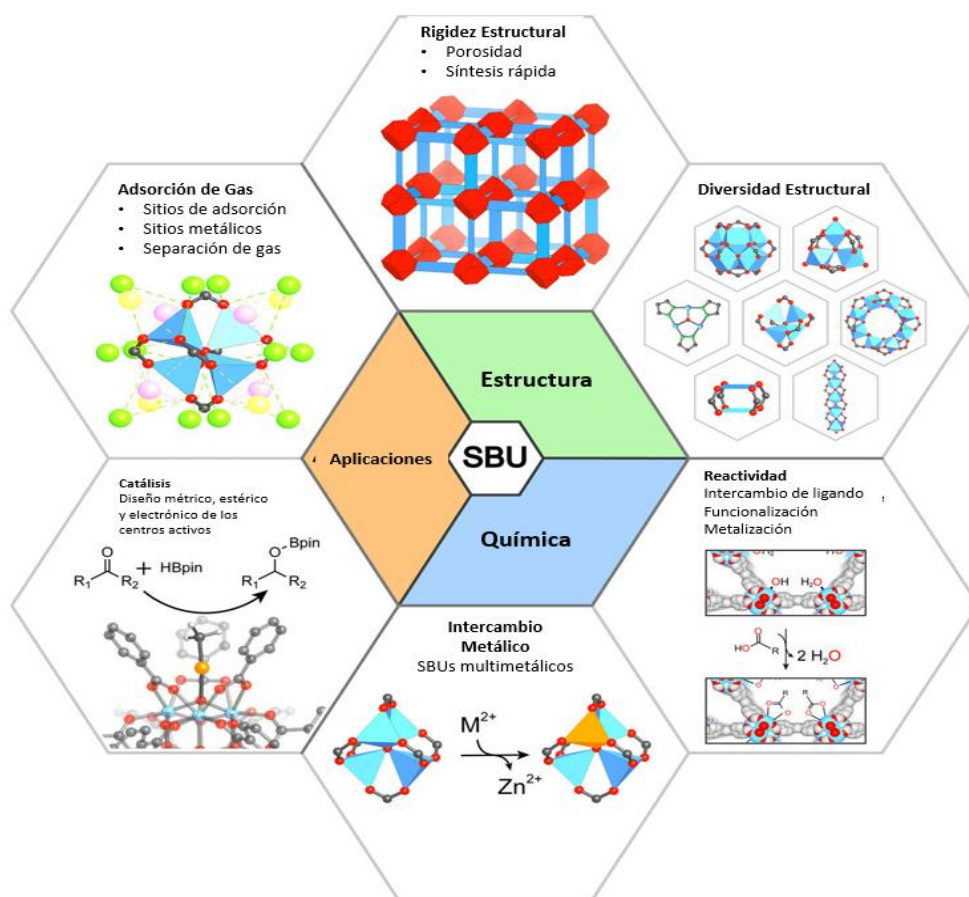 Rigidez Estructural
• Porosidad
• Síntesis rápida
Adsorción de Gas
• Sitios de adsorción
• Sitios metálicos
• Separación de gas
Diversidad Estructural
Estructura
Aplicaciones
SBU
Química
Catálisis
Diseño métrico, estérico
y electrónico de los
centros activos
O
R₁ R₂
+ HBpin
O Bpin
R₁ R₂
Intercambio
Metálico
SBUs multimetálicos
M²⁺
Zn²⁺
Reactividad
Intercambio de ligando
Funcionalización
Metalización
OH H₂O
O
HO R
2 H₂O
R R